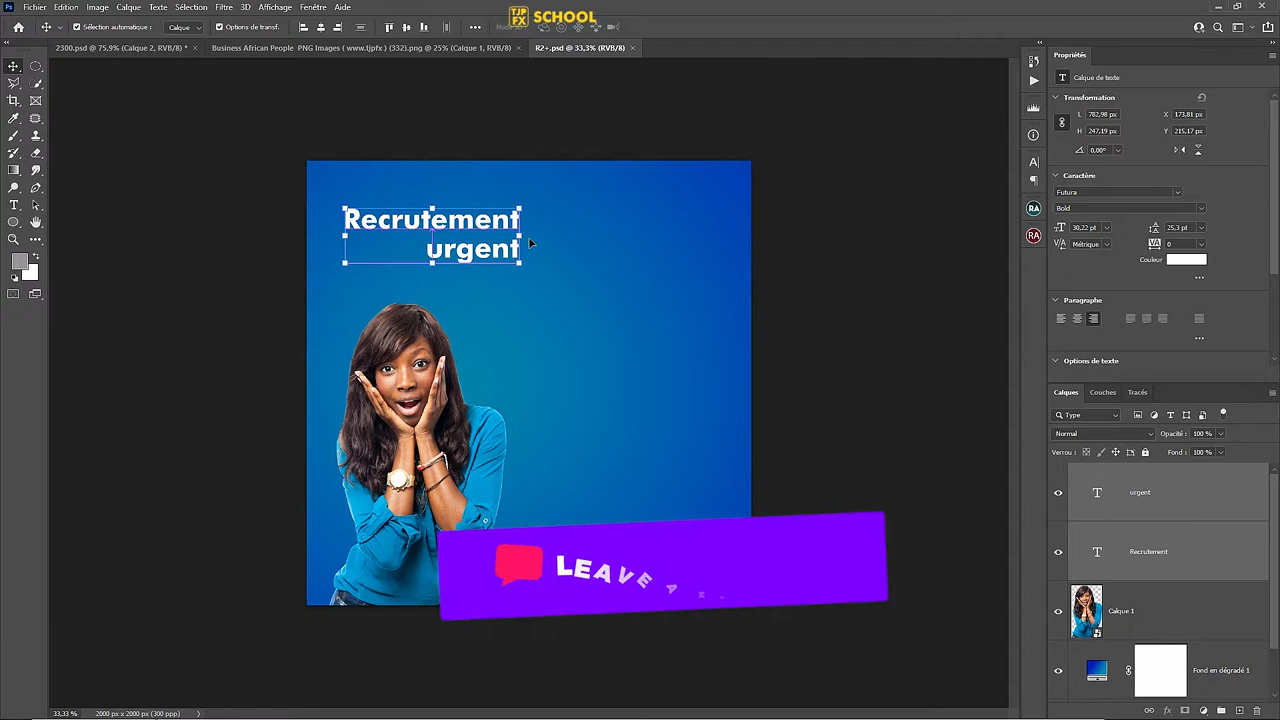 Fichier Edition Image Calque Texte Sélection Filtre 3D Affichage Fenêtre Aide
TJP FX SCHOOL
Sélection automatique : Calque Options de transf.
2300.psd @ 75,9% (Calque 2, RVB/8) * × Business African People PNG Images ( www.tjpfx ) (332).png @ 25% (Calque 1, RVB/8) × R2+.psd @ 33,3% (RVB/8) ×
Propriétés
T Calque de texte
Transformation
L 782,98 px X 173,81 px
H 247,19 px Y 215,17 px
0,00°
Caractère
Futura
Bold
30,22 pt 25,3 pt
Métrique 0
Couleur
Paragraphe
Options de texte
Recrutement
urgent
LEAVE A
Calques Couches Tracés
Type
Normal Opacité : 100 %
Verrou : Fond : 100 %
T urgent
T Recrutement
Calque 1
Fond en dégradé 1
33,33 % 2000 px x 2000 px (300 ppp)